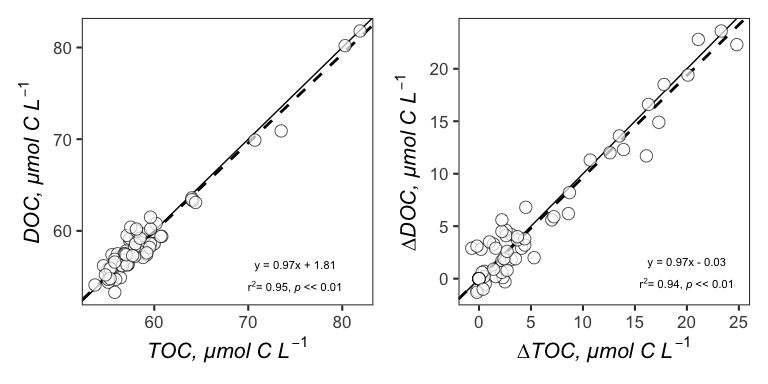 80
70
60
DOC, µmol C L⁻¹
y = 0.97x + 1.81
r²= 0.95, p << 0.01
60 70 80
TOC, µmol C L⁻¹
20
15
10
5
0
ΔDOC, µmol C L⁻¹
y = 0.97x - 0.03
r²= 0.94, p << 0.01
0 5 10 15 20 25
ΔTOC, µmol C L⁻¹